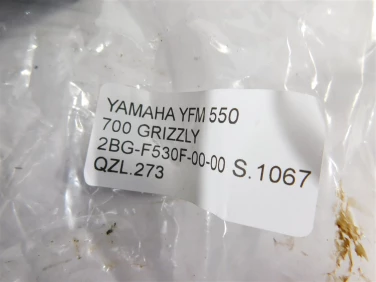 YAMAHA YFM 550
700 GRIZZLY
2BG-F530F-00-00 S.1067
QZL.273